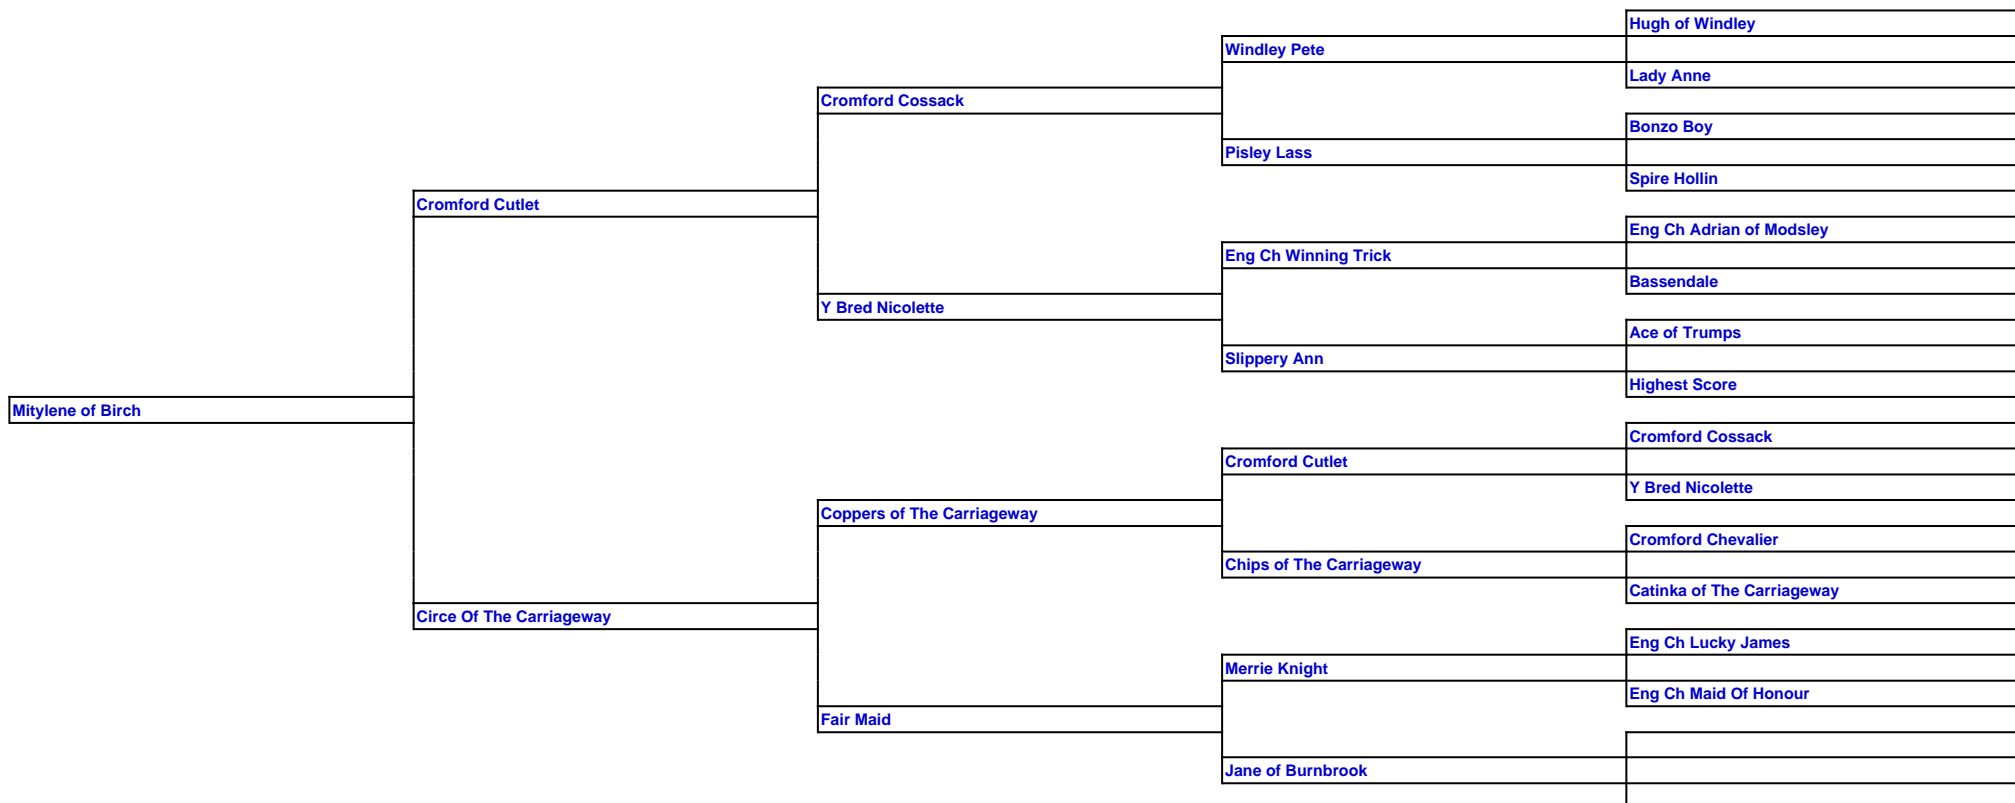 Hugh of Windley
Windley Pete
Lady Anne
Cromford Cossack
Bonzo Boy
Pisley Lass
Spire Hollin
Cromford Cutlet
Eng Ch Adrian of Modsley
Eng Ch Winning Trick
Bassendale
Y Bred Nicolette
Ace of Trumps
Slippery Ann
Highest Score
Mitylene of Birch
Cromford Cossack
Cromford Cutlet
Y Bred Nicolette
Coppers of The Carriageway
Cromford Chevalier
Chips of The Carriageway
Catinka of The Carriageway
Circe Of The Carriageway
Eng Ch Lucky James
Merrie Knight
Eng Ch Maid Of Honour
Fair Maid
Jane of Burnbrook